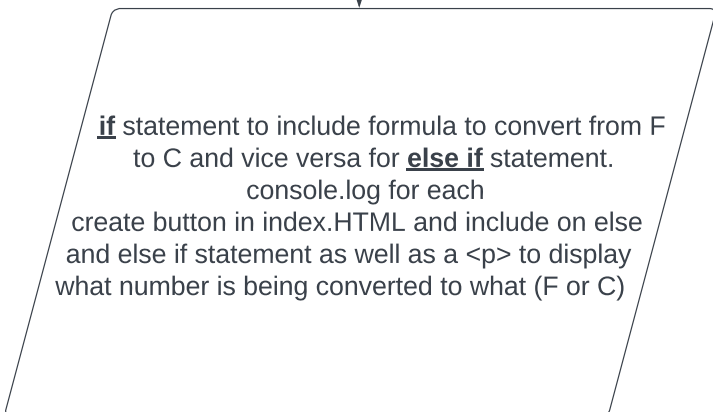 if statement to include formula to convert from F
to C and vice versa for else if statement.
console.log for each
create button in index.HTML and include on else
and else if statement as well as a <p> to display
what number is being converted to what (F or C)